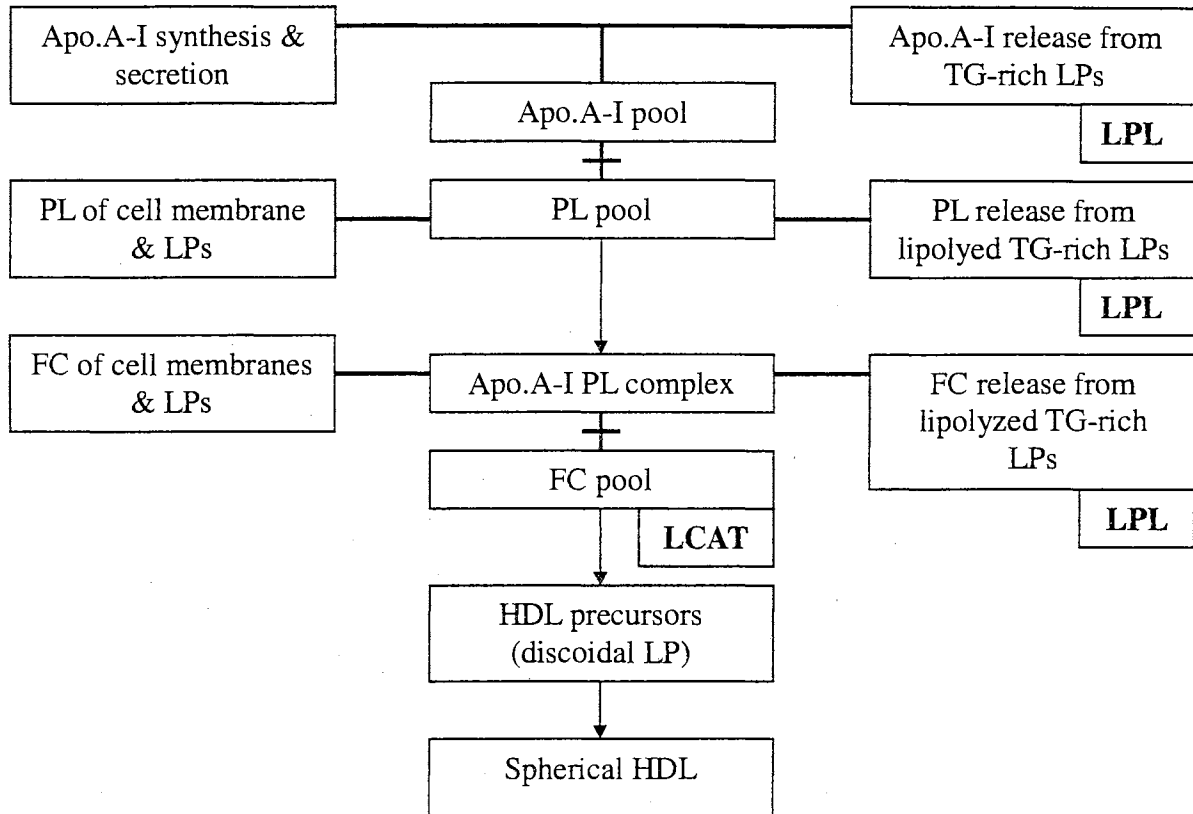 Apo.A-I synthesis &
secretion
Apo.A-I release from
TG-rich LPs
LPL
Apo.A-I pool
PL of cell membrane
& LPs
PL pool
PL release from
lipolyed TG-rich LPs
LPL
FC of cell membranes
& LPs
Apo.A-I PL complex
FC release from
lipolyzed TG-rich
LPs
LPL
FC pool
LCAT
HDL precursors
(discoidal LP)
Spherical HDL